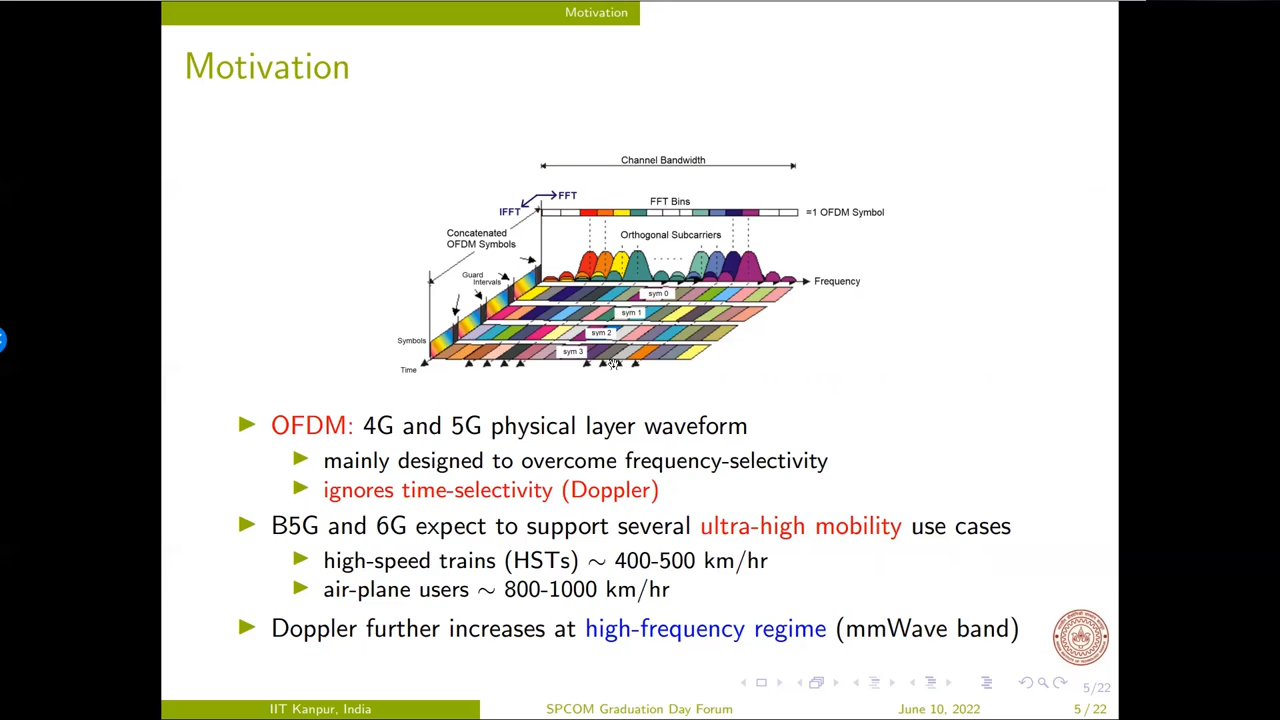 Motivation
Motivation
Channel Bandwidth
FFT
IFFT
FFT Bins
=1 OFDM Symbol
Concatenated
OFDM Symbols
Orthogonal Subcarriers
Guard
Intervals
Frequency
sym 0
sym 1
sym 2
sym 3
Symbols
Time
OFDM: 4G and 5G physical layer waveform
mainly designed to overcome frequency-selectivity
ignores time-selectivity (Doppler)
B5G and 6G expect to support several ultra-high mobility use cases
high-speed trains (HSTs) ∼ 400-500 km/hr
air-plane users ∼ 800-1000 km/hr
Doppler further increases at high-frequency regime (mmWave band)
5/22
IIT Kanpur, India
SPCOM Graduation Day Forum
June 10, 2022
5 / 22